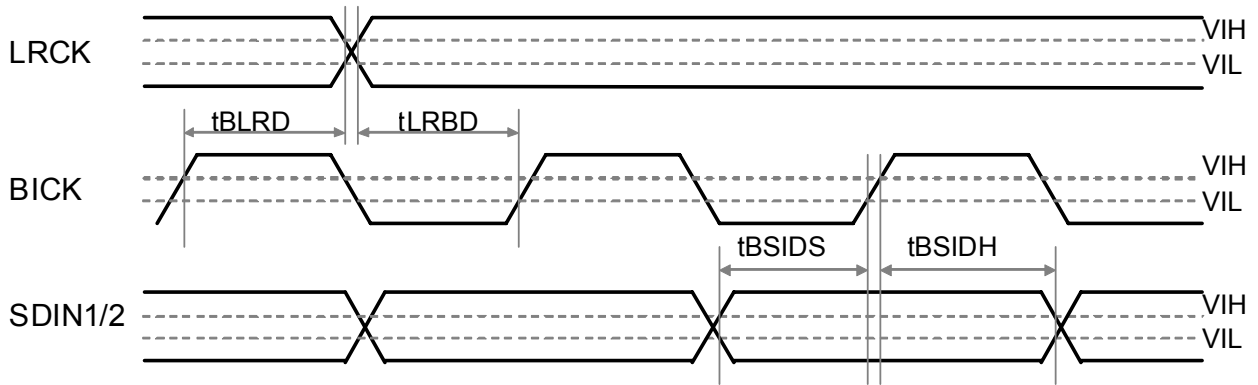 LRCK
VIH
VIL
tBLRD tLRBD
BICK
VIH
VIL
tBSIDS tBSIDH
SDIN1/2
VIH
VIL